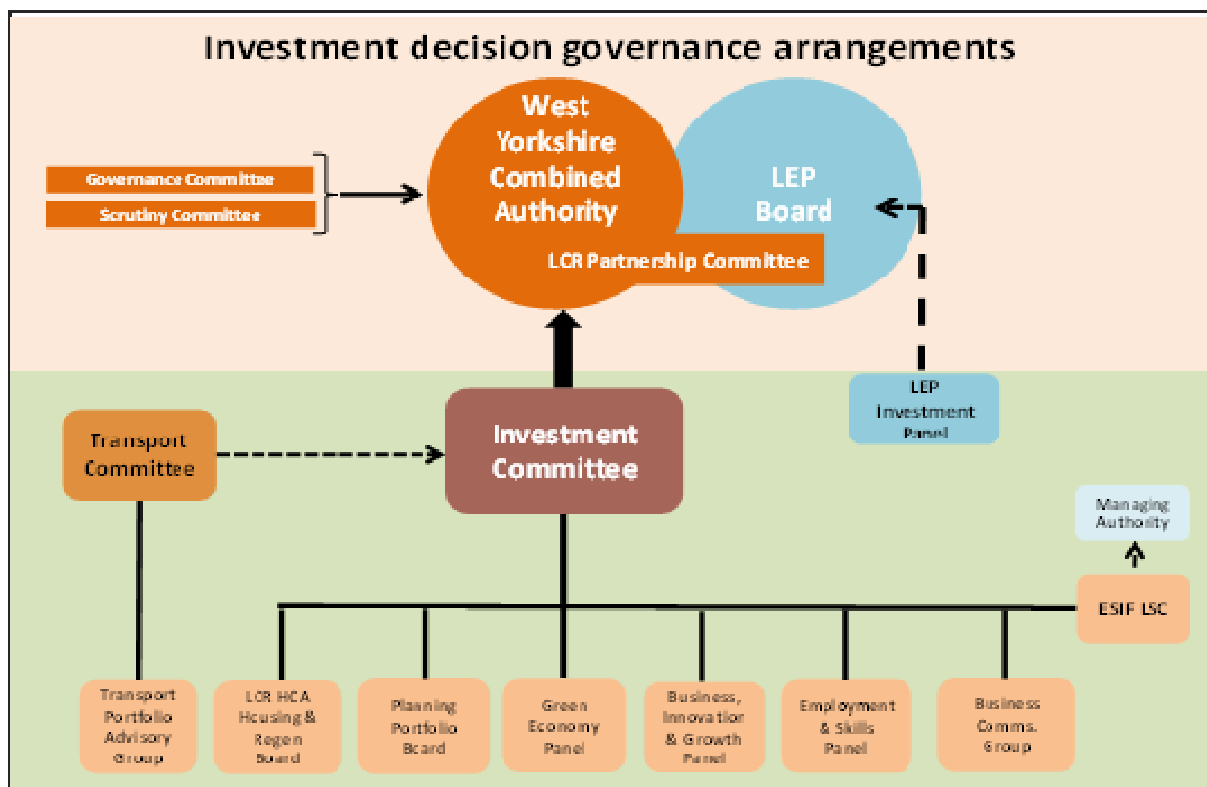 Investment decision governance arrangements
West
Yorkshire
Combined
Authority
LEP
Board
Governance Committee
Scrutiny Committee
LCR Partnership Committee
LEP
Investment
Panel
Transport
Committee
Investment
Committee
Managing
Authority
ESIF LSC
Transport
Portfolio
Advisory
Group
LCR HCA
Housing &
Regen
Board
Planning
Portfolio
Board
Green
Economy
Panel
Business,
Innovation
& Growth
Panel
Employment
& Skills
Panel
Business
Comms.
Group